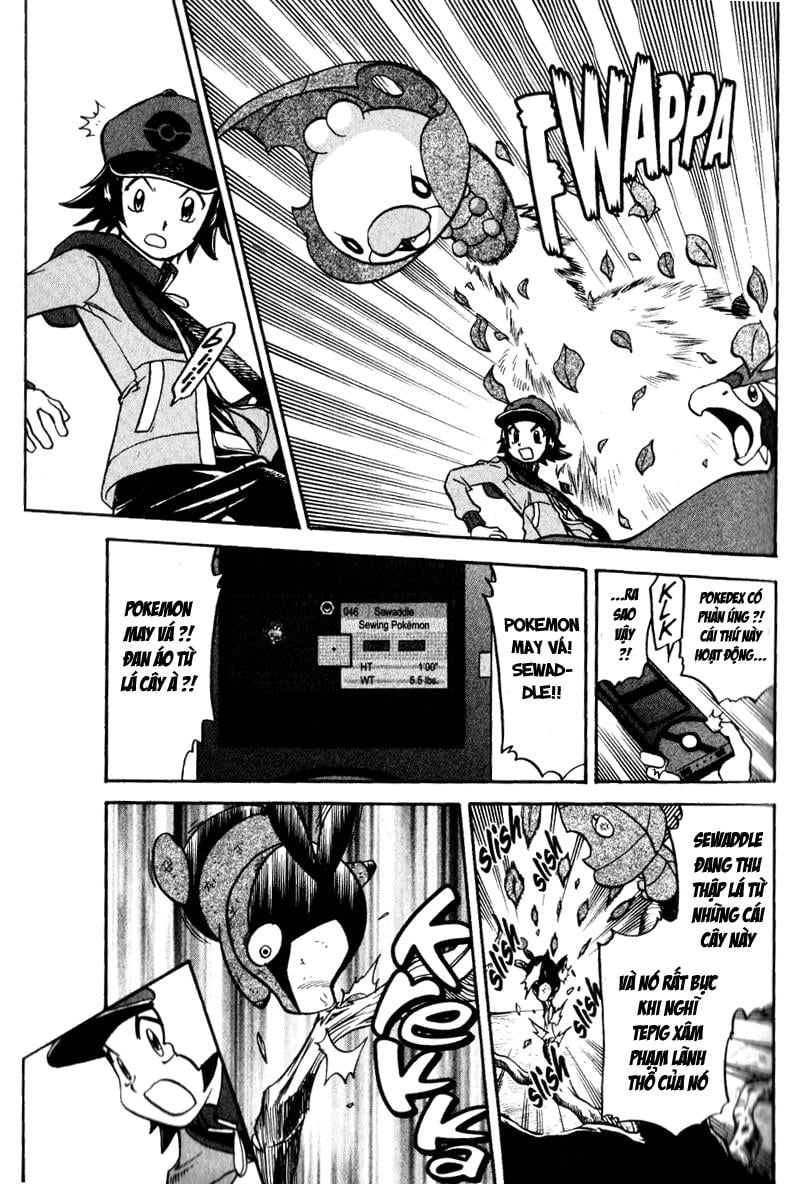 FWAPPA
POKEDEX CÓ
PHẢN ỨNG ?!
CÁI THỨ NÀY
HOẠT ĐỘNG...
KLK
...RA
SAO
VẬY
?!
POKEMON
MAY VÁ!
SEWAD-
DLE!!
046 Sewaddle
Sewing Pokémon
HT 1'00"
WT 5.5 lbs.
POKEMON
MAY VÁ ?!
ĐAN ÁO TỪ
LÁ CÂY À ?!
SEWADDLE
ĐANG THU
THẬP LÁ TỪ
NHỮNG CÁI
CÂY NÀY
VÀ NÓ RẤT BỰC
KHI NGHĨ
TEPIG XÂM
PHẠM LÃNH
THỔ CỦA NÓ
slish
slish
slish
slish
slish
slish
KreKKa